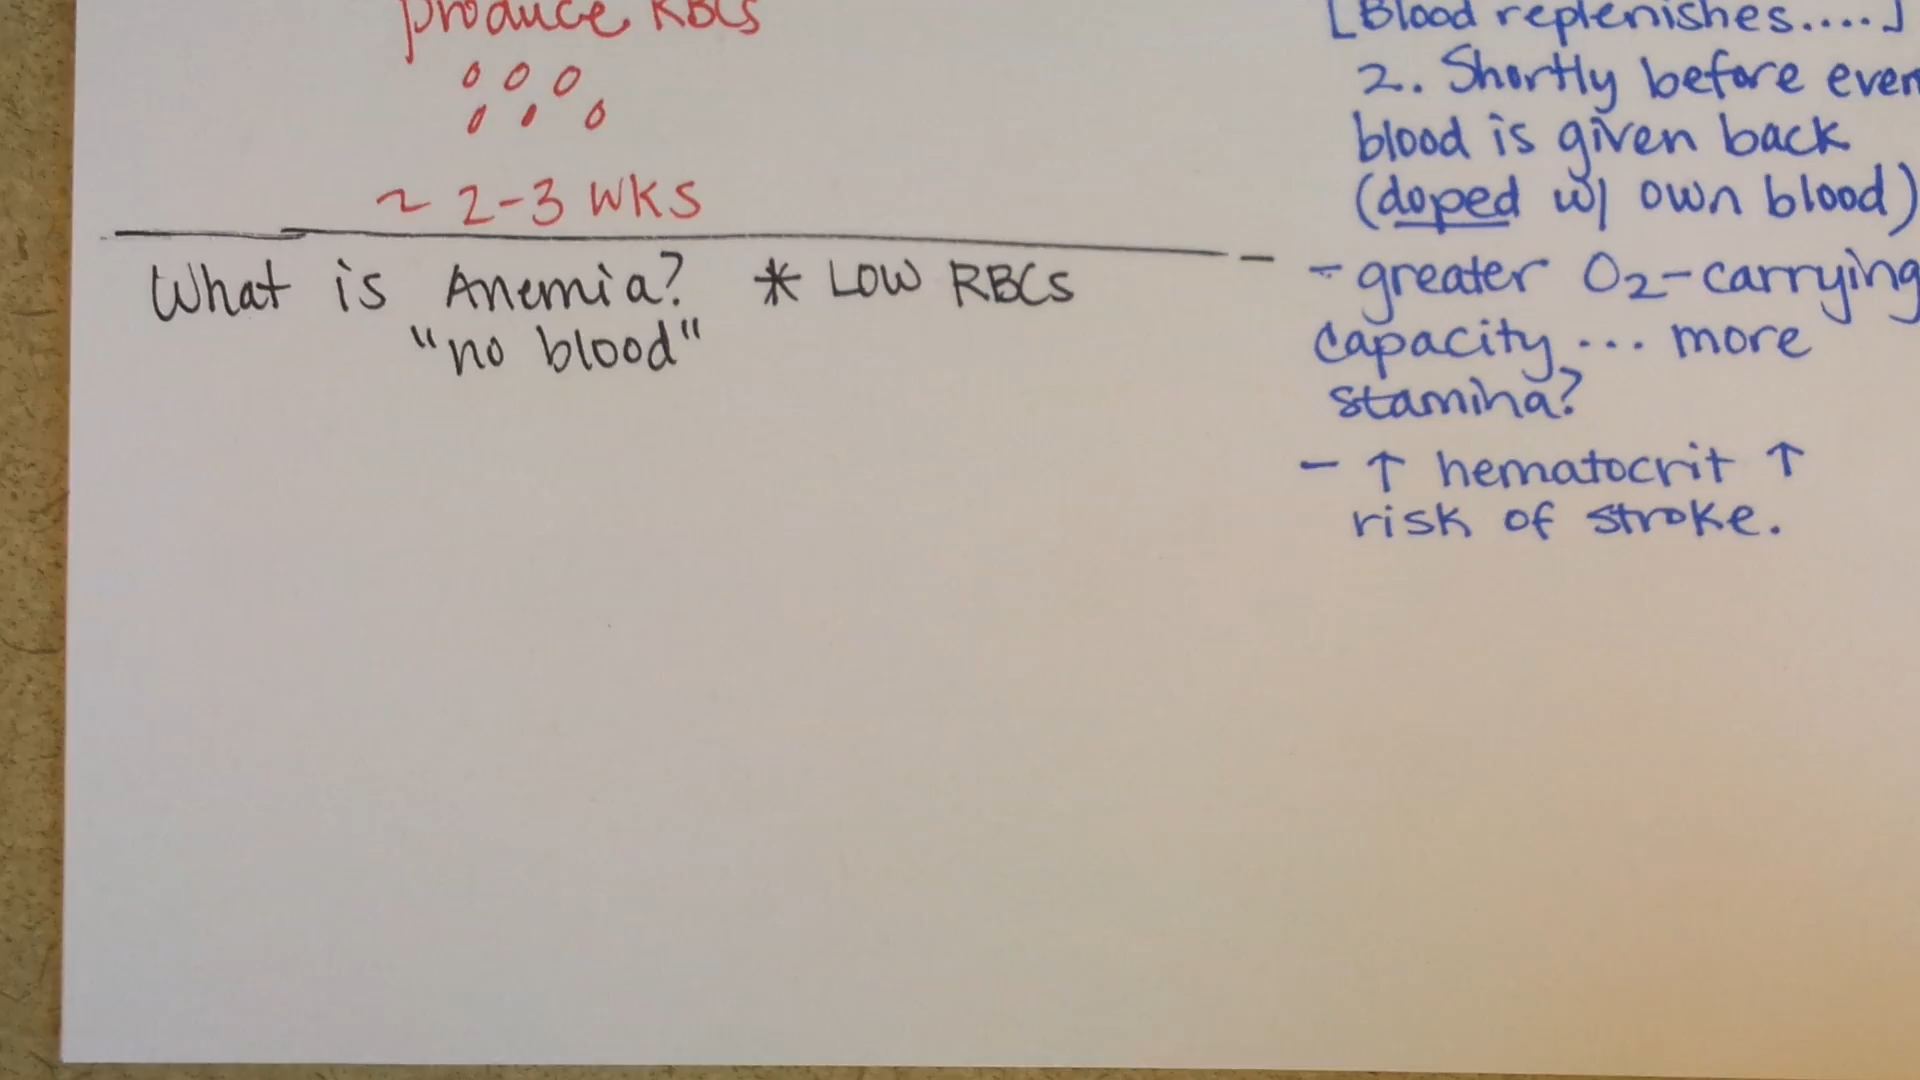 produce RBCs
~ 2-3 WKS
What is Anemia? * LOW RBCs
"no blood"
[Blood replenishes.....]
2. Shortly before even
blood is given back
(doped w/ own blood)
- greater O2-carrying
capacity... more
stamina?
- ↑ hematocrit ↑
risk of stroke.